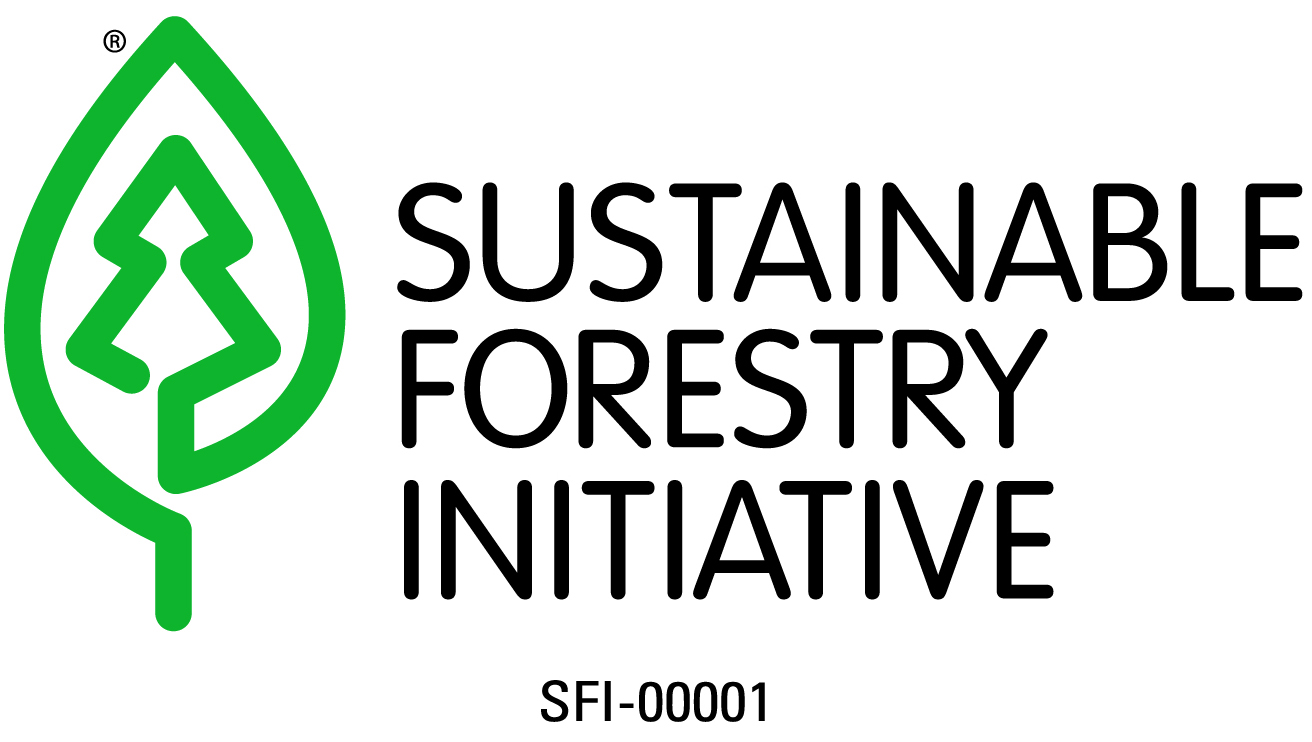 ®
SUSTAINABLE
FORESTRY
INITIATIVE
SFI-00001